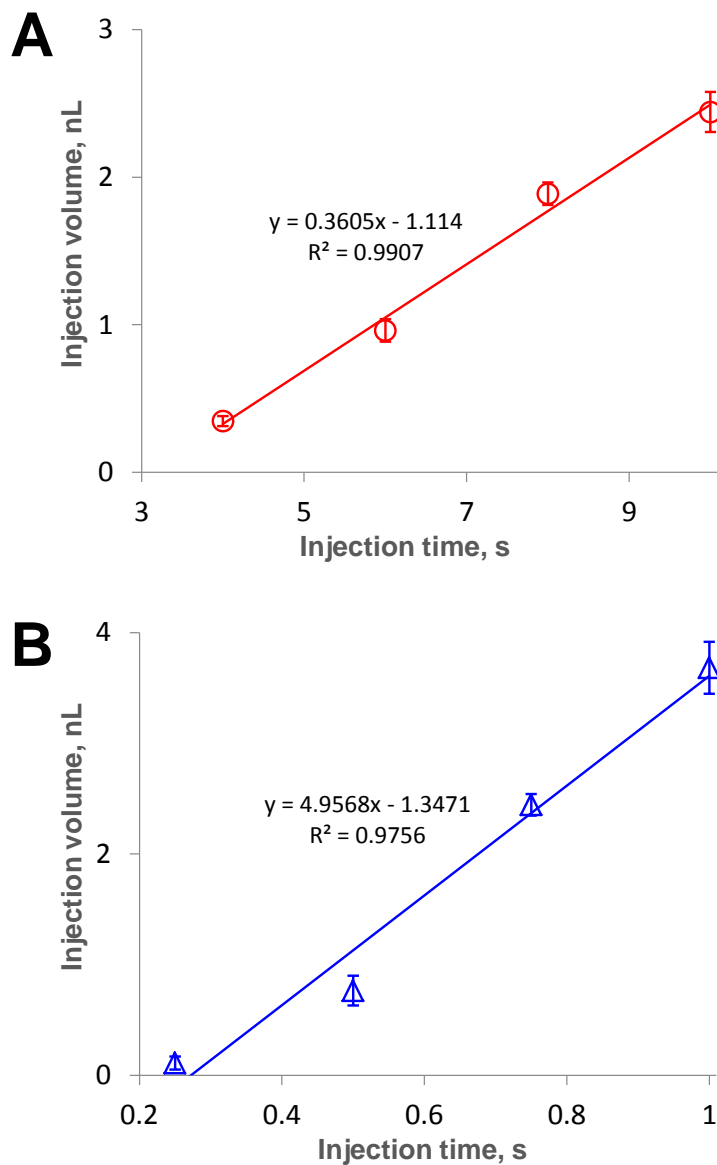 A
Injection volume, nL
3
2
1
0
y = 0.3605x - 1.114
R² = 0.9907
3 5 7 9
Injection time, s
B
Injection volume, nL
4
2
0
y = 4.9568x - 1.3471
R² = 0.9756
0.2 0.4 0.6 0.8 1
Injection time, s